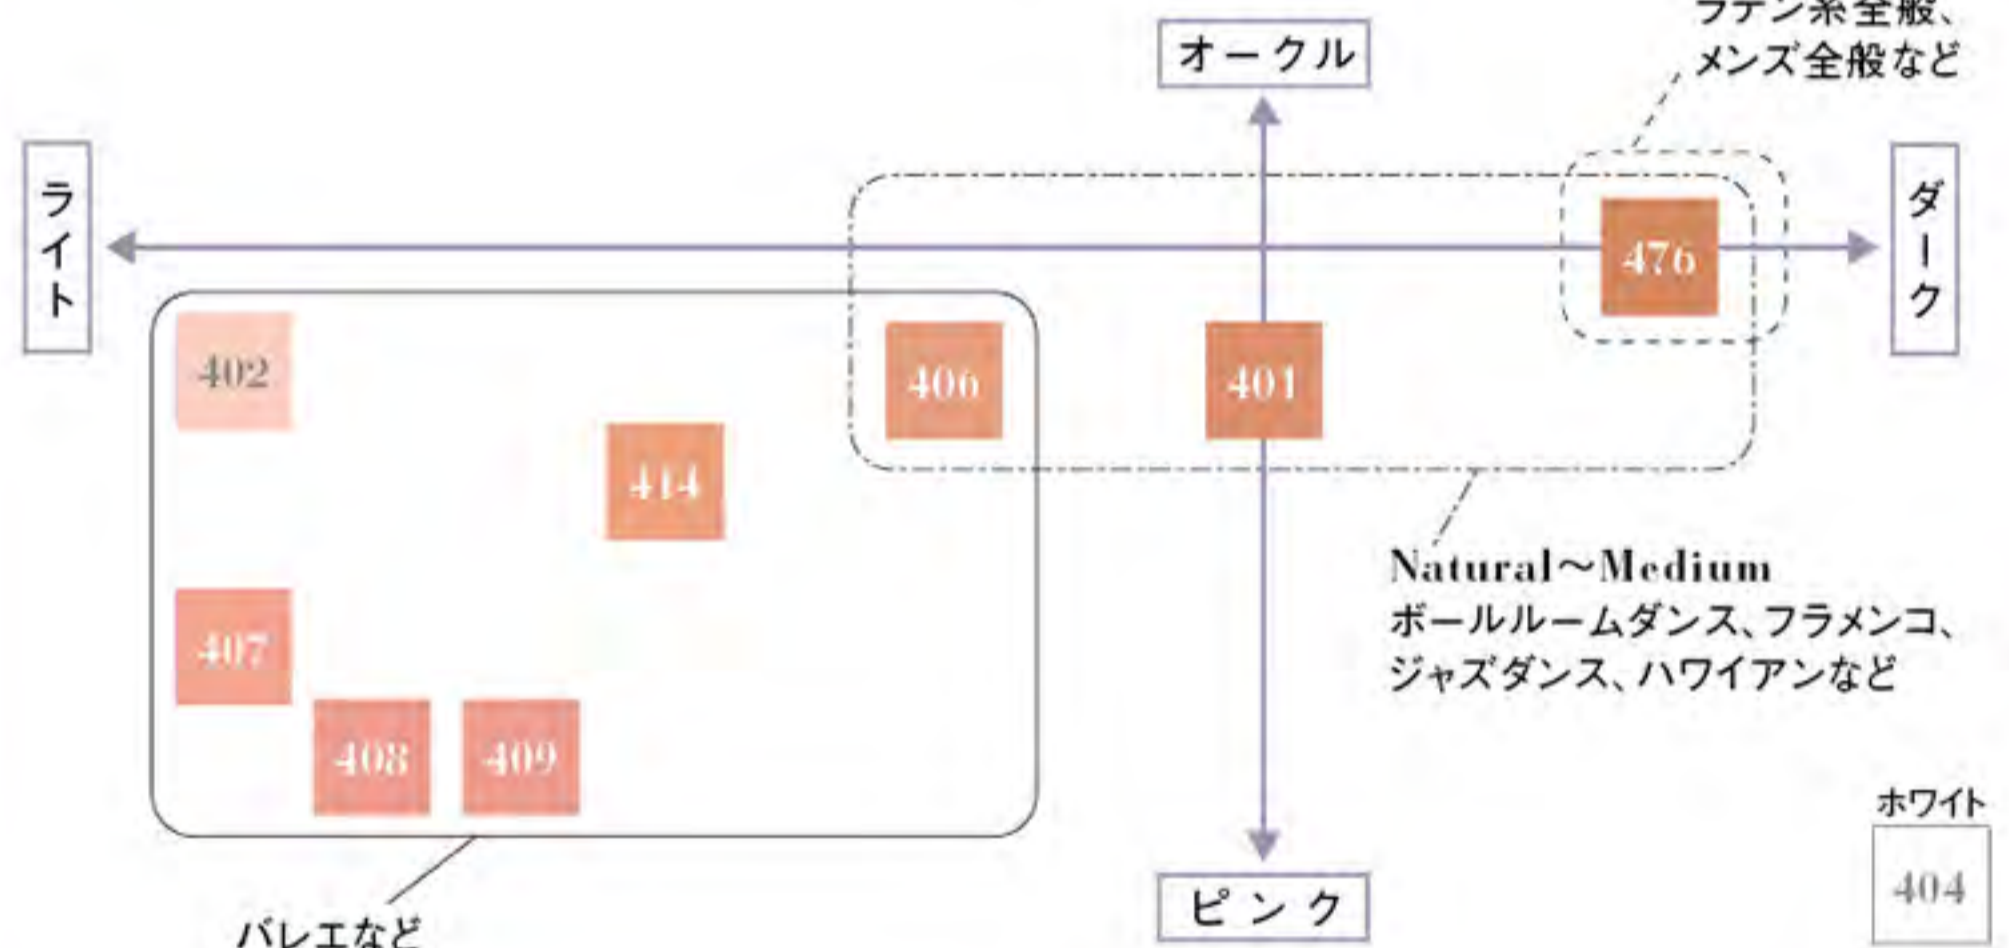 ラテン系全般、
メンズ全般など
オークル
ライト
ダーク
476
402
406
401
414
407
408
409
Natural～Medium
ボールルームダンス、フラメンコ、
ジャズダンス、ハワイアンなど
ホワイト
404
ピンク
バレエなど